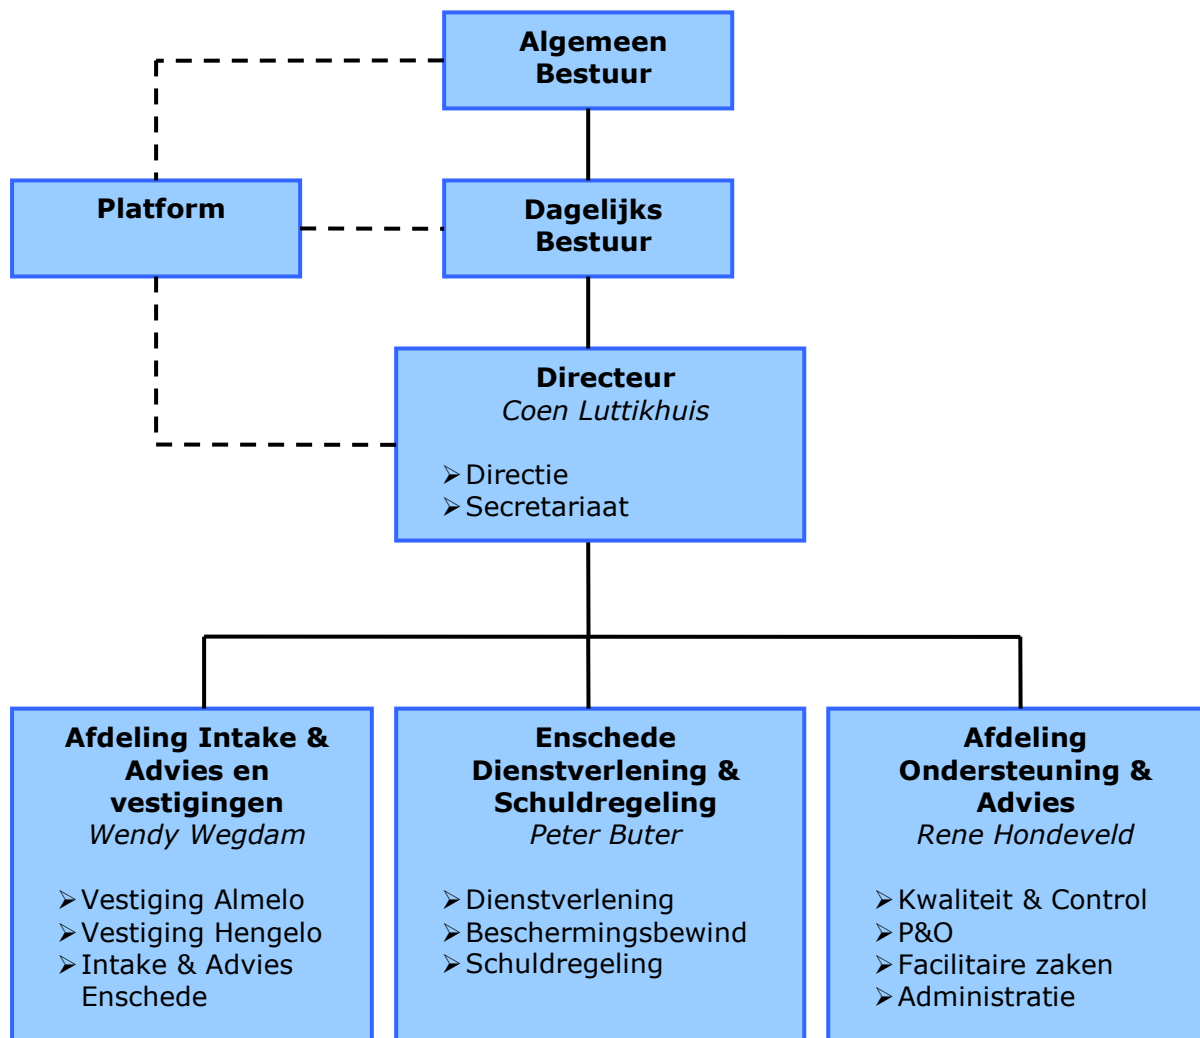 Algemeen
Bestuur
Platform
Dagelijks
Bestuur
Directeur
Coen Luttikhuis
➢ Directie
➢ Secretariaat
Afdeling Intake &
Advies en
vestigingen
Wendy Wegdam
➢ Vestiging Almelo
➢ Vestiging Hengelo
➢ Intake & Advies
Enschede
Enschede
Dienstverlening &
Schuldregeling
Peter Buter
➢ Dienstverlening
➢ Beschermingsbewind
➢ Schuldregeling
Afdeling
Ondersteuning &
Advies
Rene Hondeveld
➢ Kwaliteit & Control
➢ P&O
➢ Facilitaire zaken
➢ Administratie